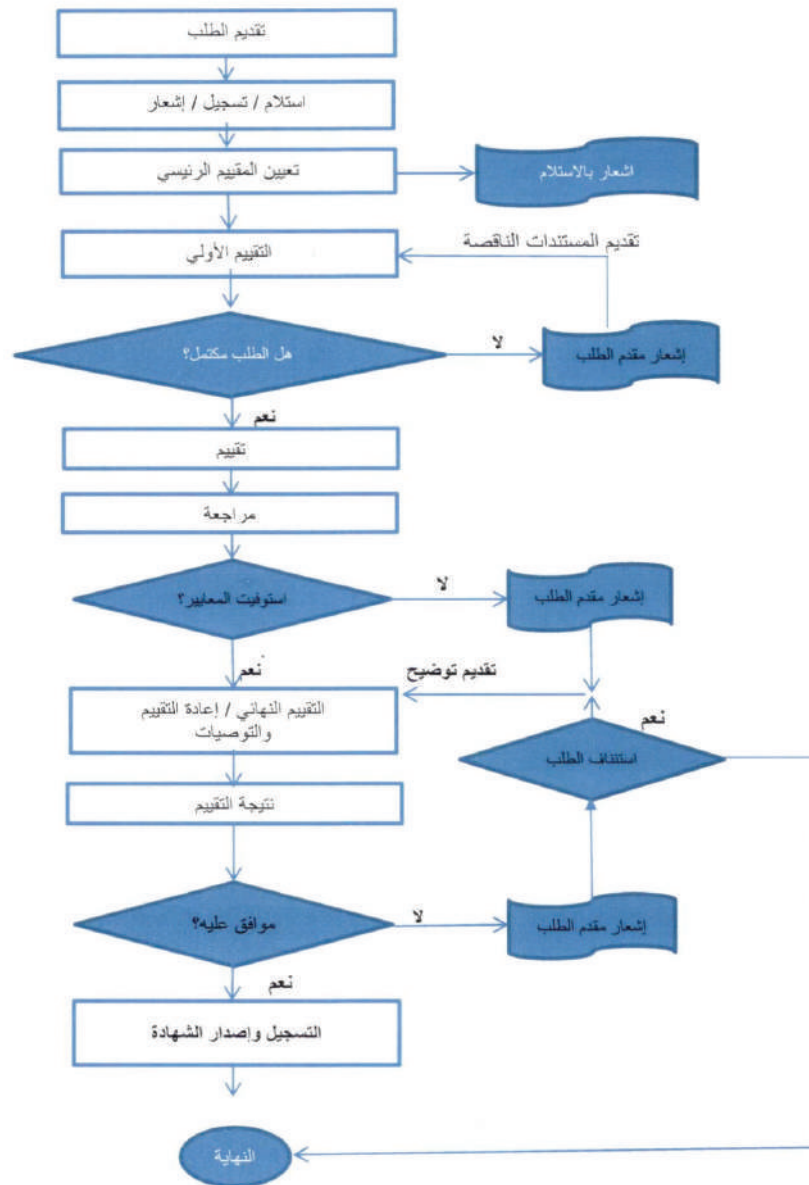 تقديم الطلب
استلام / تسجيل / إشعار
تعيين المقييم الرئيسي
اشعار بالاستلام
تقديم المستندات الناقصة
التقييم الأولي
هل الطلب مكتمل؟
لا
إشعار مقدم الطلب
نعم
تقييم
مراجعة
استوفيت المعايير؟
لا
إشعار مقدم الطلب
نعم
تقديم توضيح
التقييم النهائي / إعادة التقييم
والتوصيات
نعم
استئناف الطلب
نتيجة التقييم
موافق عليه؟
لا
إشعار مقدم الطلب
نعم
التسجيل وإصدار الشهادة
النهاية